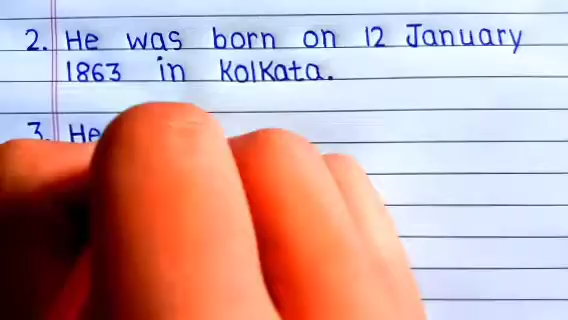 2. He was born on 12 January
1863 in Kolkata.
3. He